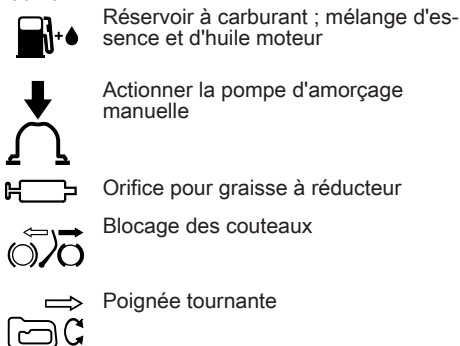 Réservoir à carburant ; mélange d'es-
sence et d'huile moteur
Actionner la pompe d'amorçage
manuelle
Orifice pour graisse à réducteur
Blocage des couteaux
Poignée tournante